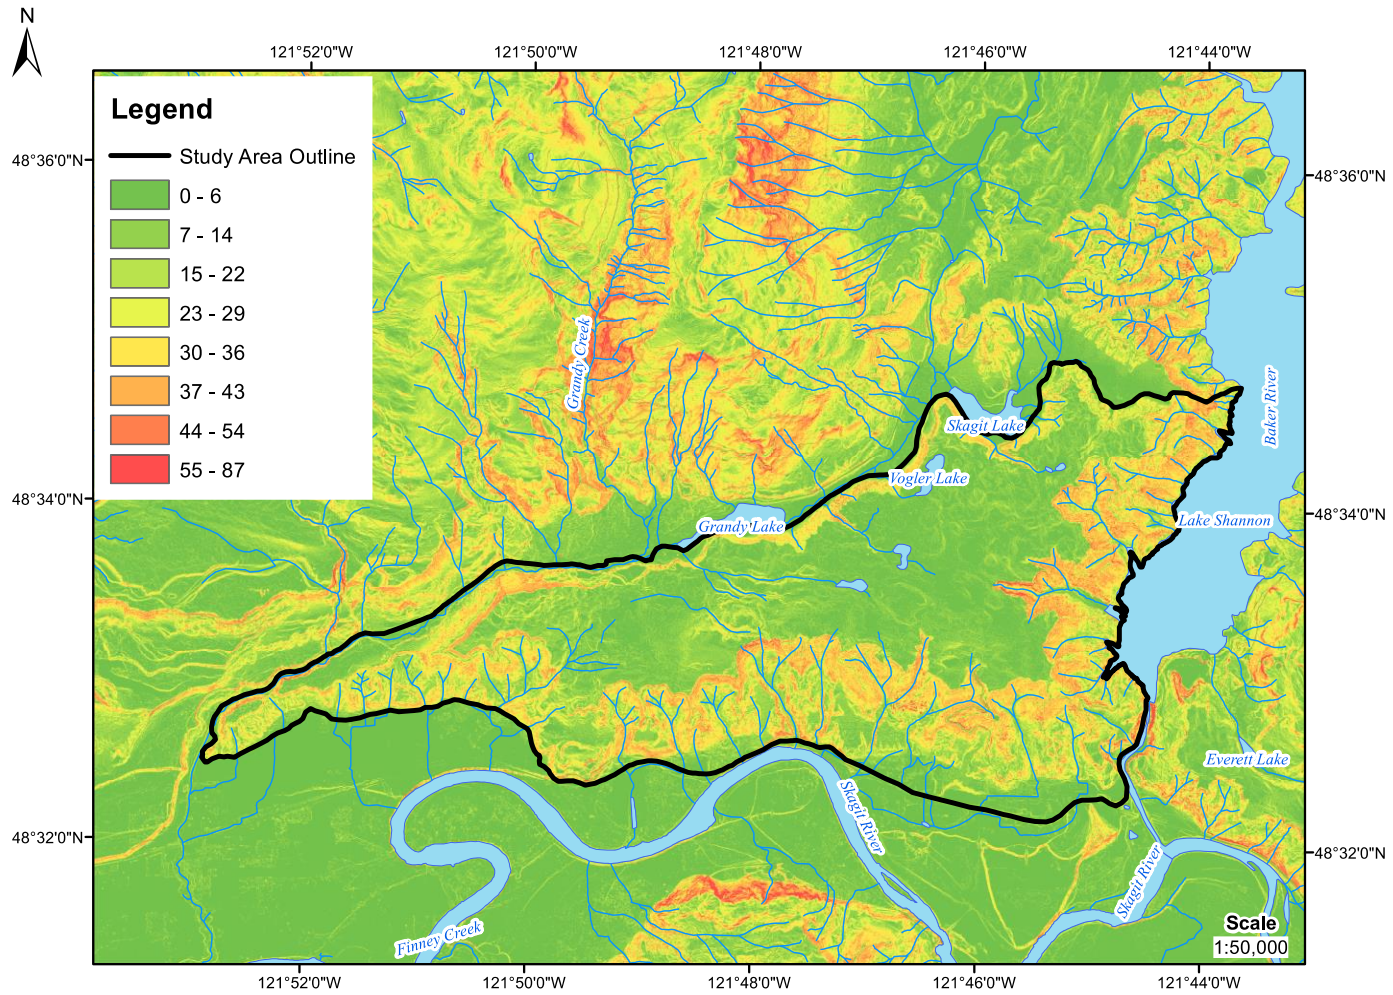 N
121°52'0"W
121°50'0"W
121°48'0"W
121°46'0"W
121°44'0"W
Legend
Study Area Outline
0 - 6
7 - 14
15 - 22
23 - 29
30 - 36
37 - 43
44 - 54
55 - 87
48°36'0"N
48°36'0"N
Grandy Creek
Baker River
Skagit Lake
Vogler Lake
48°34'0"N
48°34'0"N
Grandy Lake
Lake Shannon
Everett Lake
Skagit River
48°32'0"N
48°32'0"N
Skagit River
Finney Creek
Scale
1:50,000
121°52'0"W
121°50'0"W
121°48'0"W
121°46'0"W
121°44'0"W